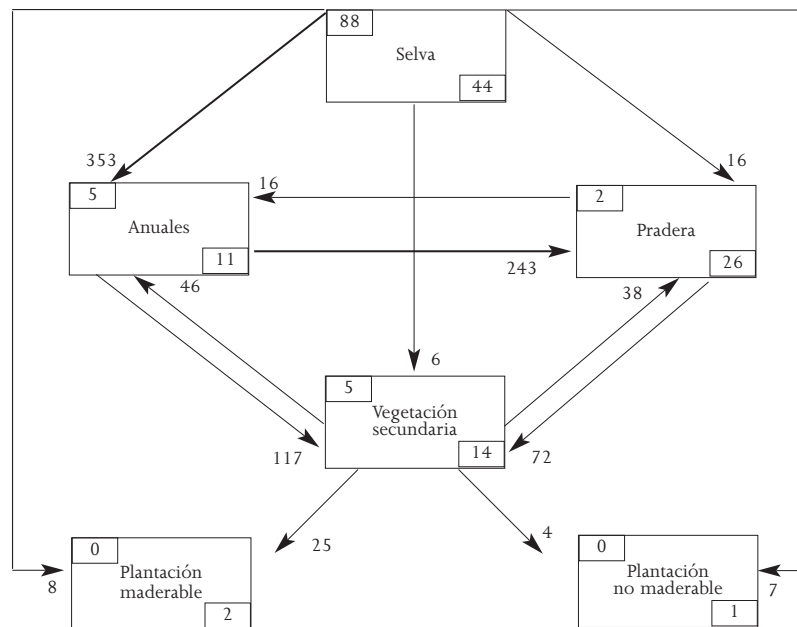 88
Selva
44
353
16
5
Anuales
11
16
2
Pradera
26
243
46
38
6
5
Vegetación
secundaria
14
117
72
25
4
0
Plantación
maderable
2
8
0
Plantación
no maderable
1
7